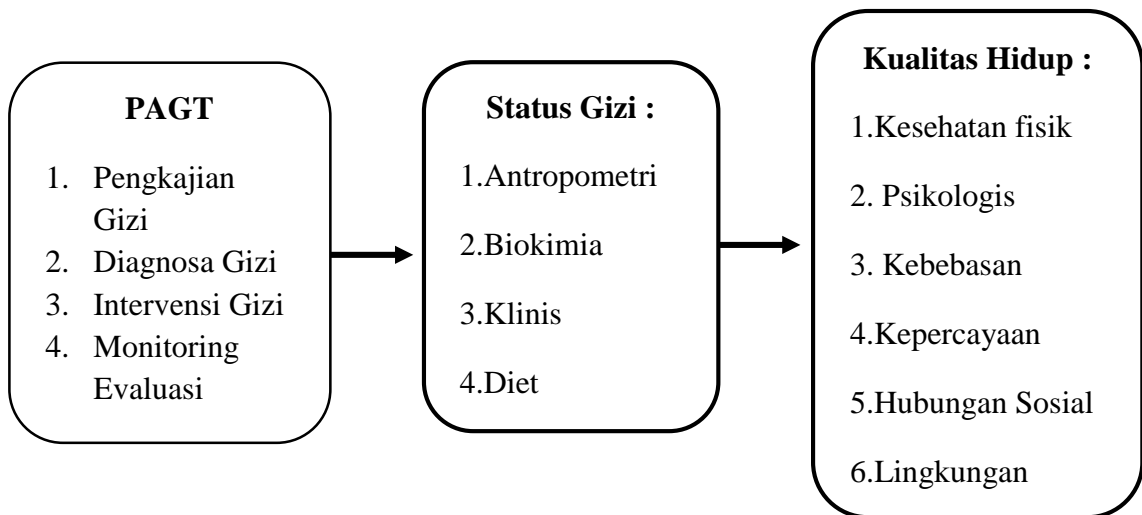 PAGT
1. Pengkajian
Gizi
2. Diagnosa Gizi
3. Intervensi Gizi
4. Monitoring
Evaluasi
Status Gizi :
1.Antropometri
2.Biokimia
3.Klinis
4.Diet
Kualitas Hidup :
1.Kesehatan fisik
2. Psikologis
3. Kebebasan
4.Kepercayaan
5.Hubungan Sosial
6.Lingkungan